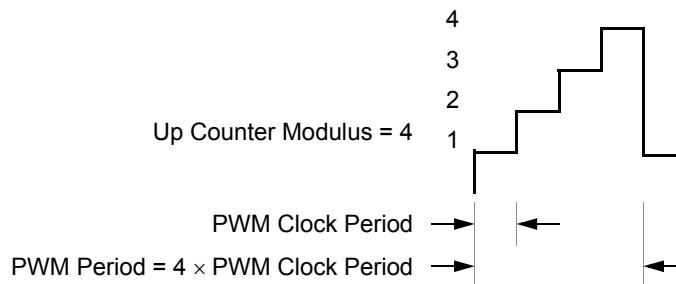 4
3
2
Up Counter Modulus = 4
1
PWM Clock Period
PWM Period = 4 × PWM Clock Period